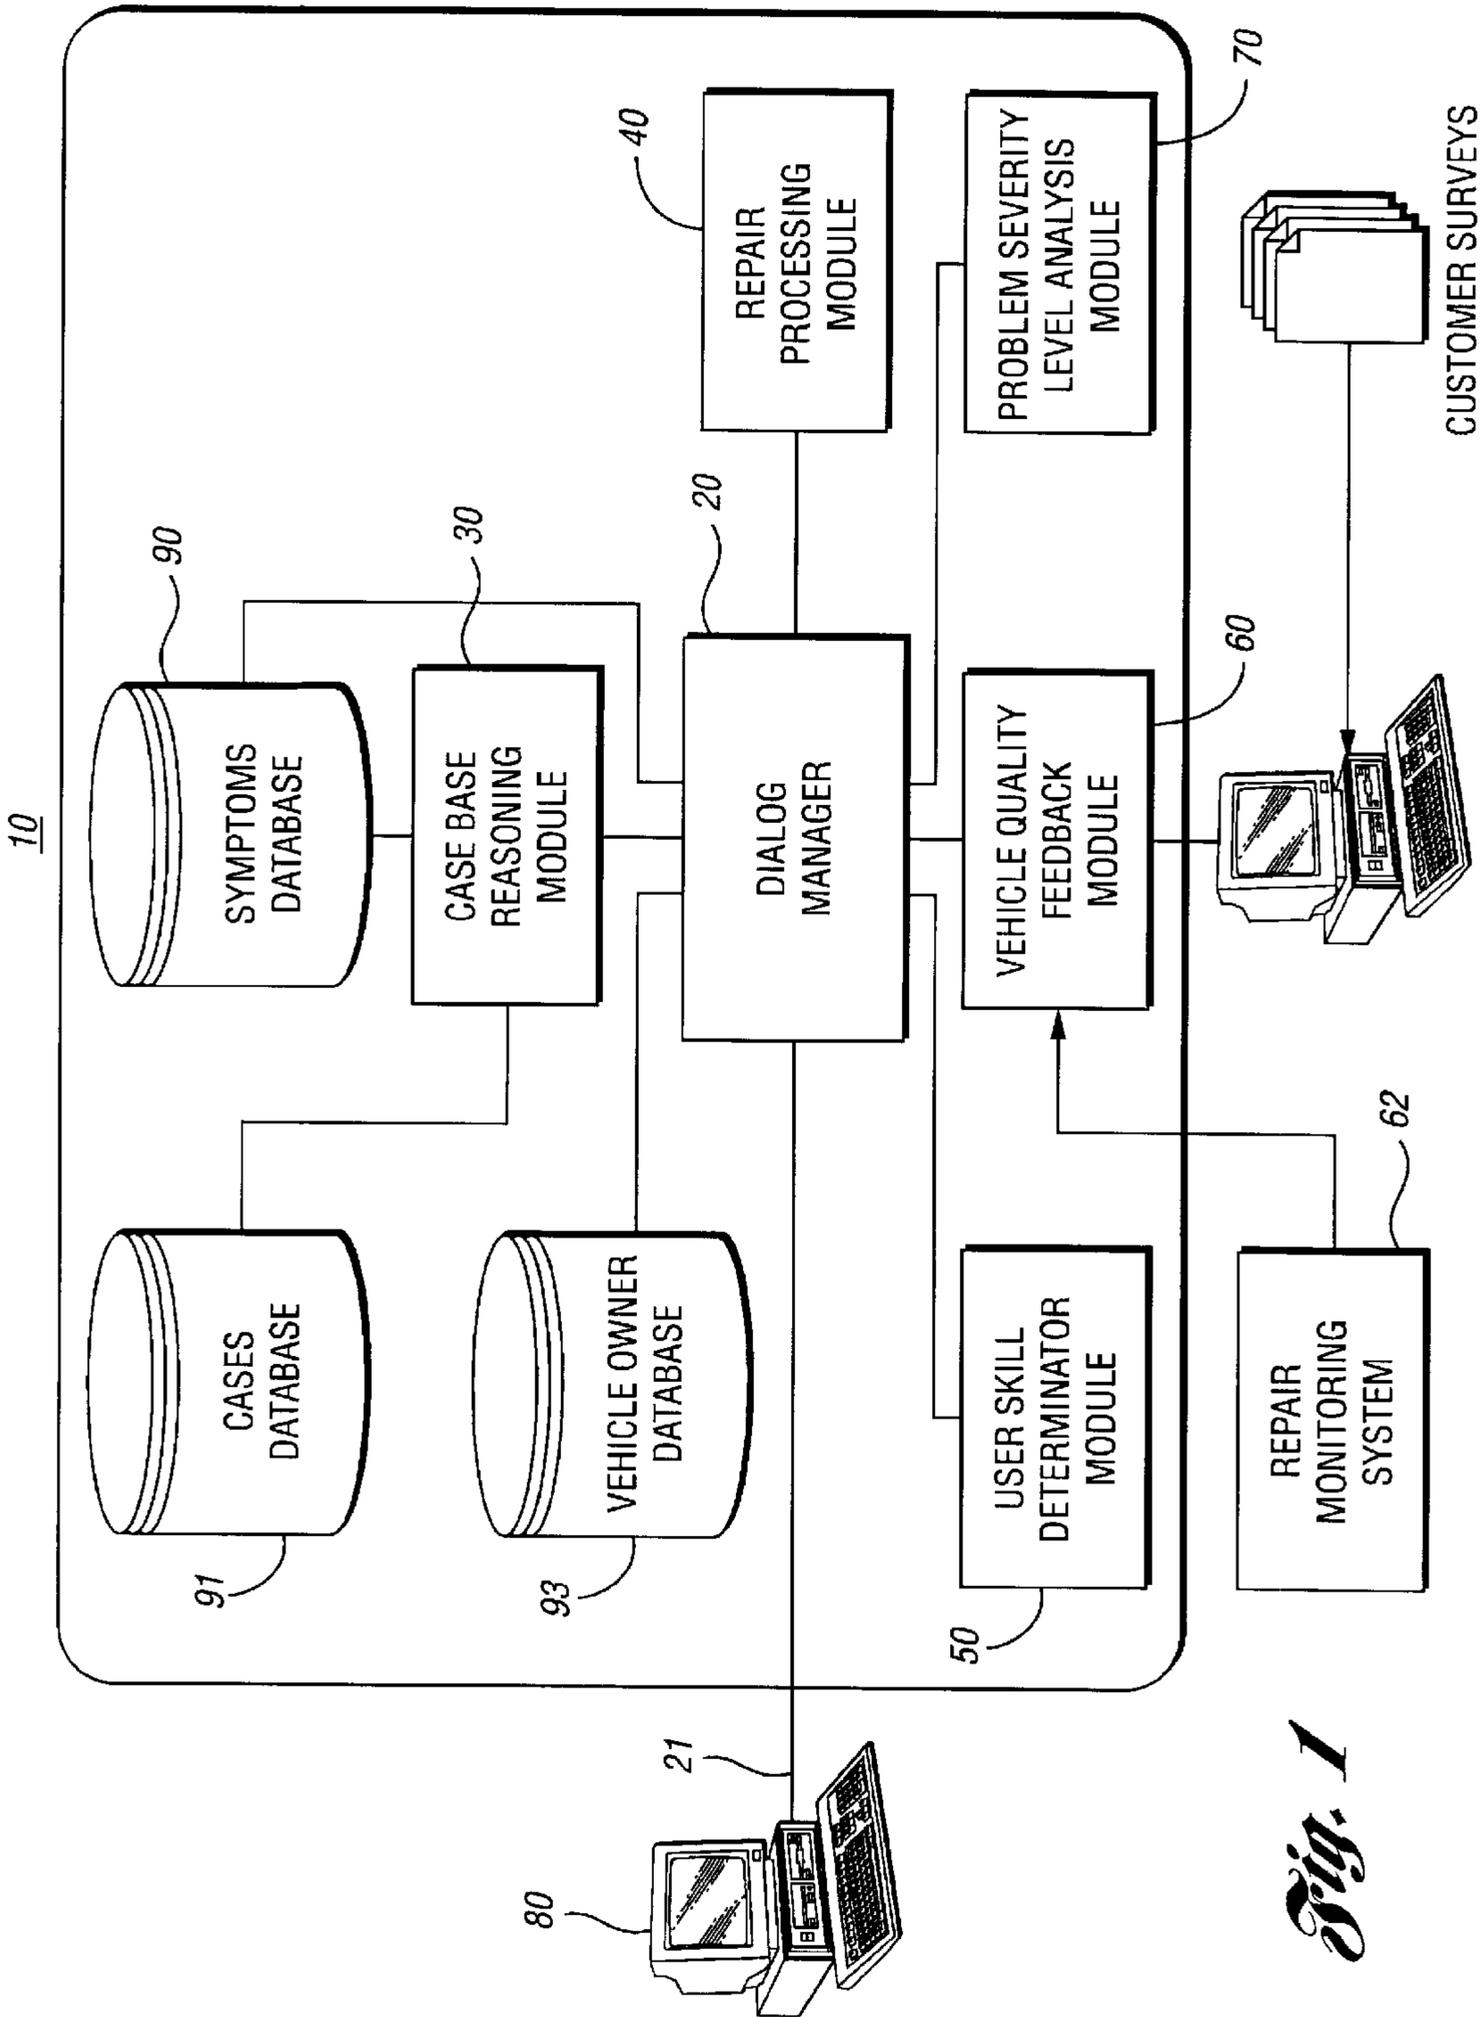 10
91
CASES
DATABASE
90
SYMPTOMS
DATABASE
30
CASE BASE
REASONING
MODULE
93
VEHICLE OWNER
DATABASE
80
21
20
DIALOG
MANAGER
40
REPAIR
PROCESSING
MODULE
50
USER SKILL
DETERMINATOR
MODULE
VEHICLE QUALITY
FEEDBACK
MODULE
60
PROBLEM SEVERITY
LEVEL ANALYSIS
MODULE
70
62
REPAIR
MONITORING
SYSTEM
CUSTOMER SURVEYS
Fig. 1